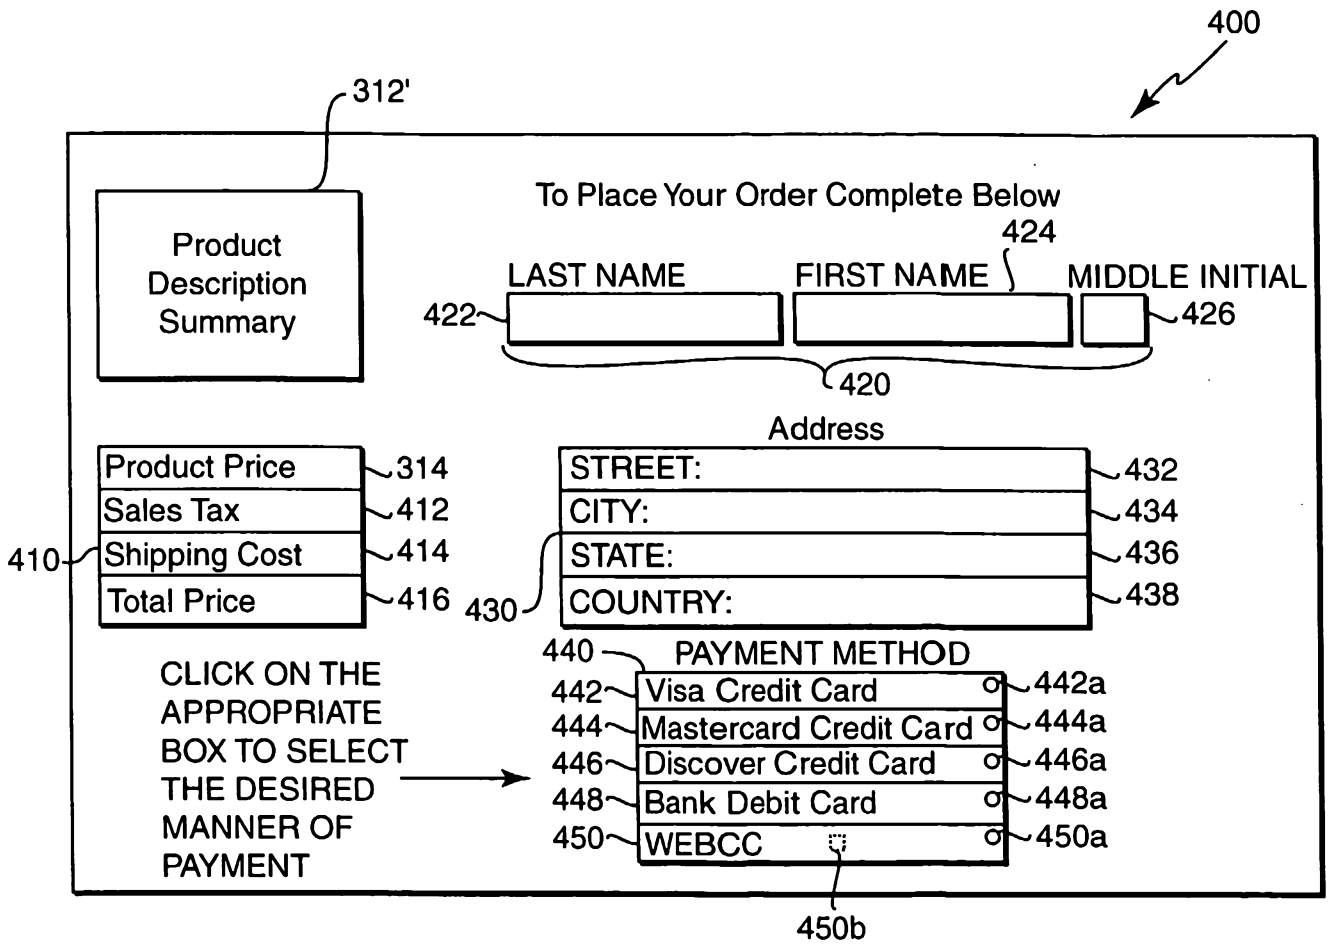 400
312'
To Place Your Order Complete Below
Product
Description
Summary
424
LAST NAME
FIRST NAME
MIDDLE INITIAL
422
426
420
Address
Product Price
314
Sales Tax
412
410
Shipping Cost
414
Total Price
416
STREET:
432
CITY:
434
430
STATE:
436
COUNTRY:
438
CLICK ON THE
APPROPRIATE
BOX TO SELECT
THE DESIRED
MANNER OF
PAYMENT
440
PAYMENT METHOD
442 Visa Credit Card 442a
444 Mastercard Credit Card 444a
446 Discover Credit Card 446a
448 Bank Debit Card 448a
450 WEBCC 450a
450b